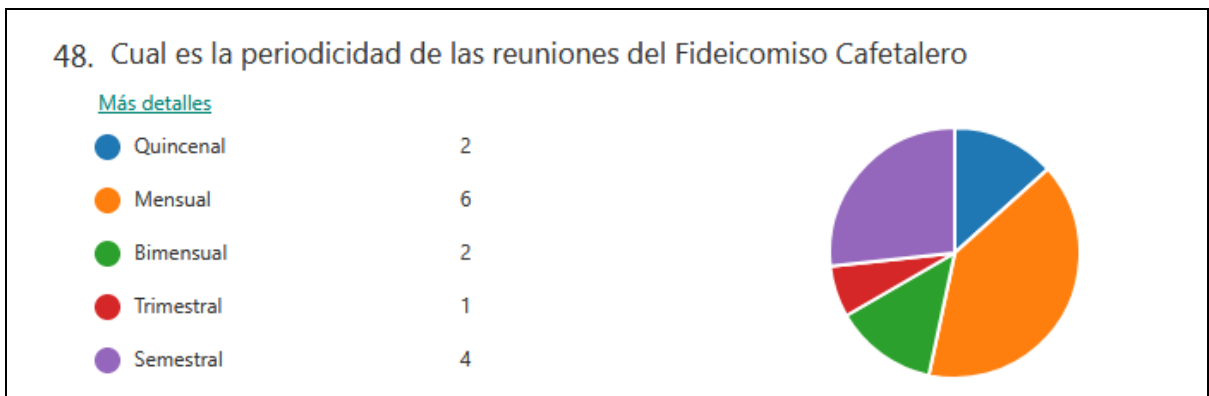 48. Cual es la periodicidad de las reuniones del Fideicomiso Cafetalero
Más detalles
Quincenal 2
Mensual 6
Bimensual 2
Trimestral 1
Semestral 4